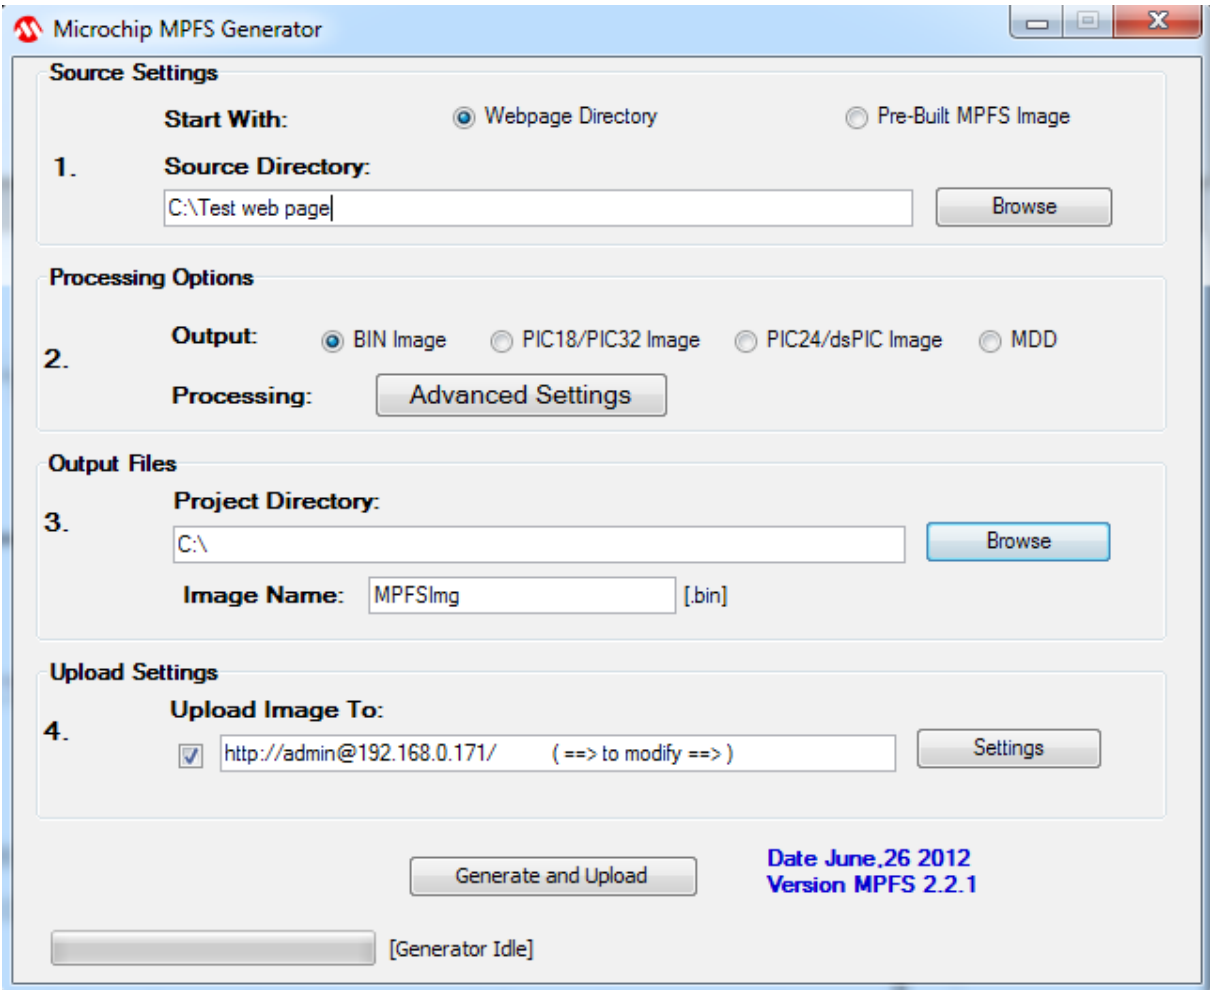 Microchip MPFS Generator
Source Settings
Start With: Webpage Directory Pre-Built MPFS Image
1. Source Directory:
C:\Test web page Browse
Processing Options
2. Output: BIN Image PIC18/PIC32 Image PIC24/dsPIC Image MDD
Processing: Advanced Settings
Output Files
3. Project Directory:
C:\ Browse
Image Name: MPFSImg [.bin]
Upload Settings
4. Upload Image To:
http://admin@192.168.0.171/ ( ==> to modify ==> ) Settings
Generate and Upload
Date June,26 2012
Version MPFS 2.2.1
[Generator Idle]